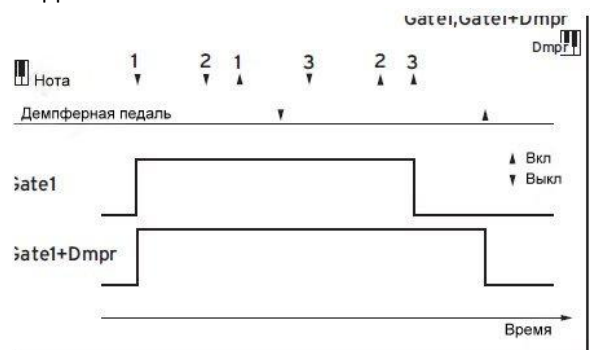 Gate1,Gate1+Dmpr
Dmpr
1 2 1 3 2 3
Нота
Демпферная педаль
Вкл
Выкл
Gate1
Gate1+Dmpr
Время